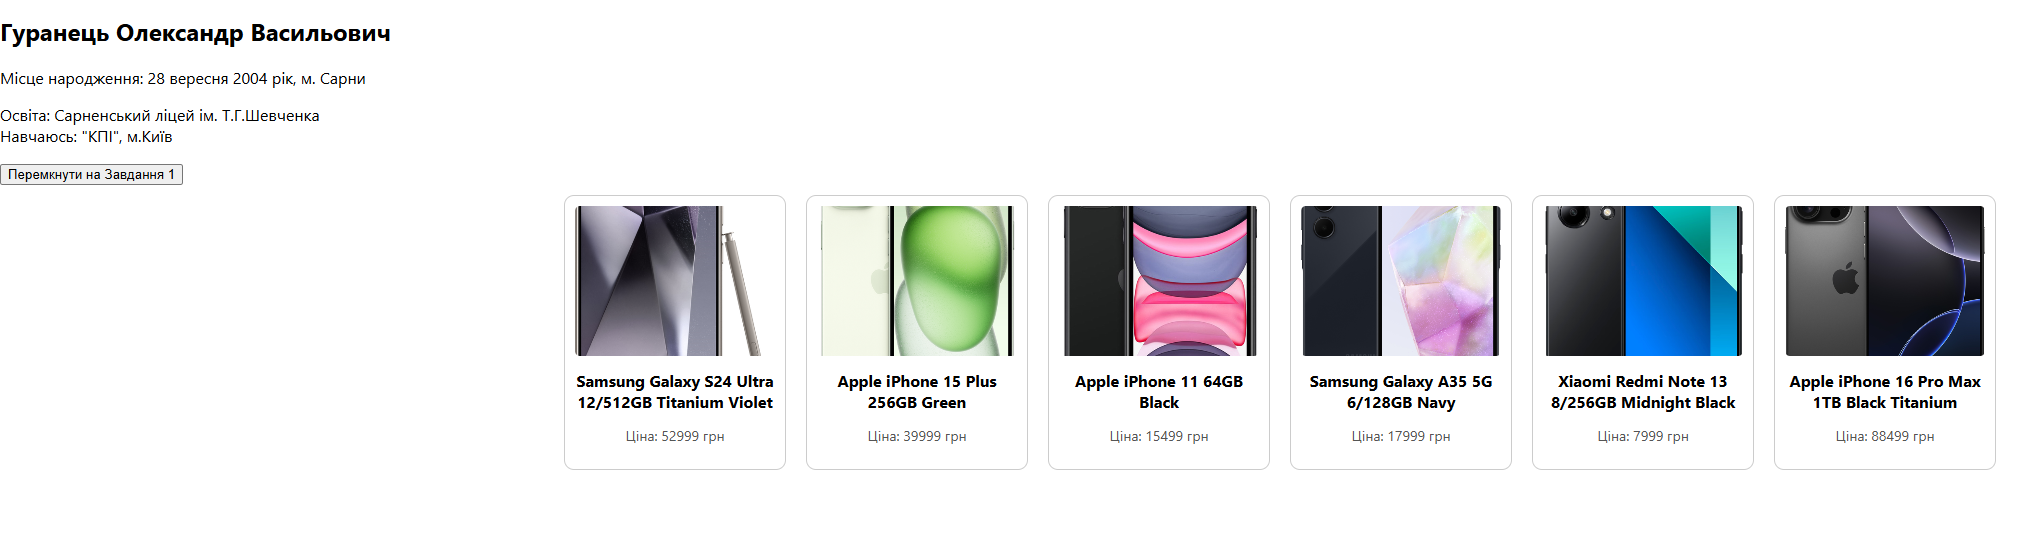 Гуранець Олександр Васильович
Місце народження: 28 вересня 2004 рік, м. Сарни
Освіта: Сарненський ліцей ім. Т.Г.Шевченка
Навчаюсь: "КПІ", м.Київ
Перемкнути на Завдання 1
Samsung Galaxy S24 Ultra
12/512GB Titanium Violet
Ціна: 52999 грн
Apple iPhone 15 Plus
256GB Green
Ціна: 39999 грн
Apple iPhone 11 64GB
Black
Ціна: 15499 грн
Samsung Galaxy A35 5G
6/128GB Navy
Ціна: 17999 грн
Xiaomi Redmi Note 13
8/256GB Midnight Black
Ціна: 7999 грн
Apple iPhone 16 Pro Max
1TB Black Titanium
Ціна: 88499 грн